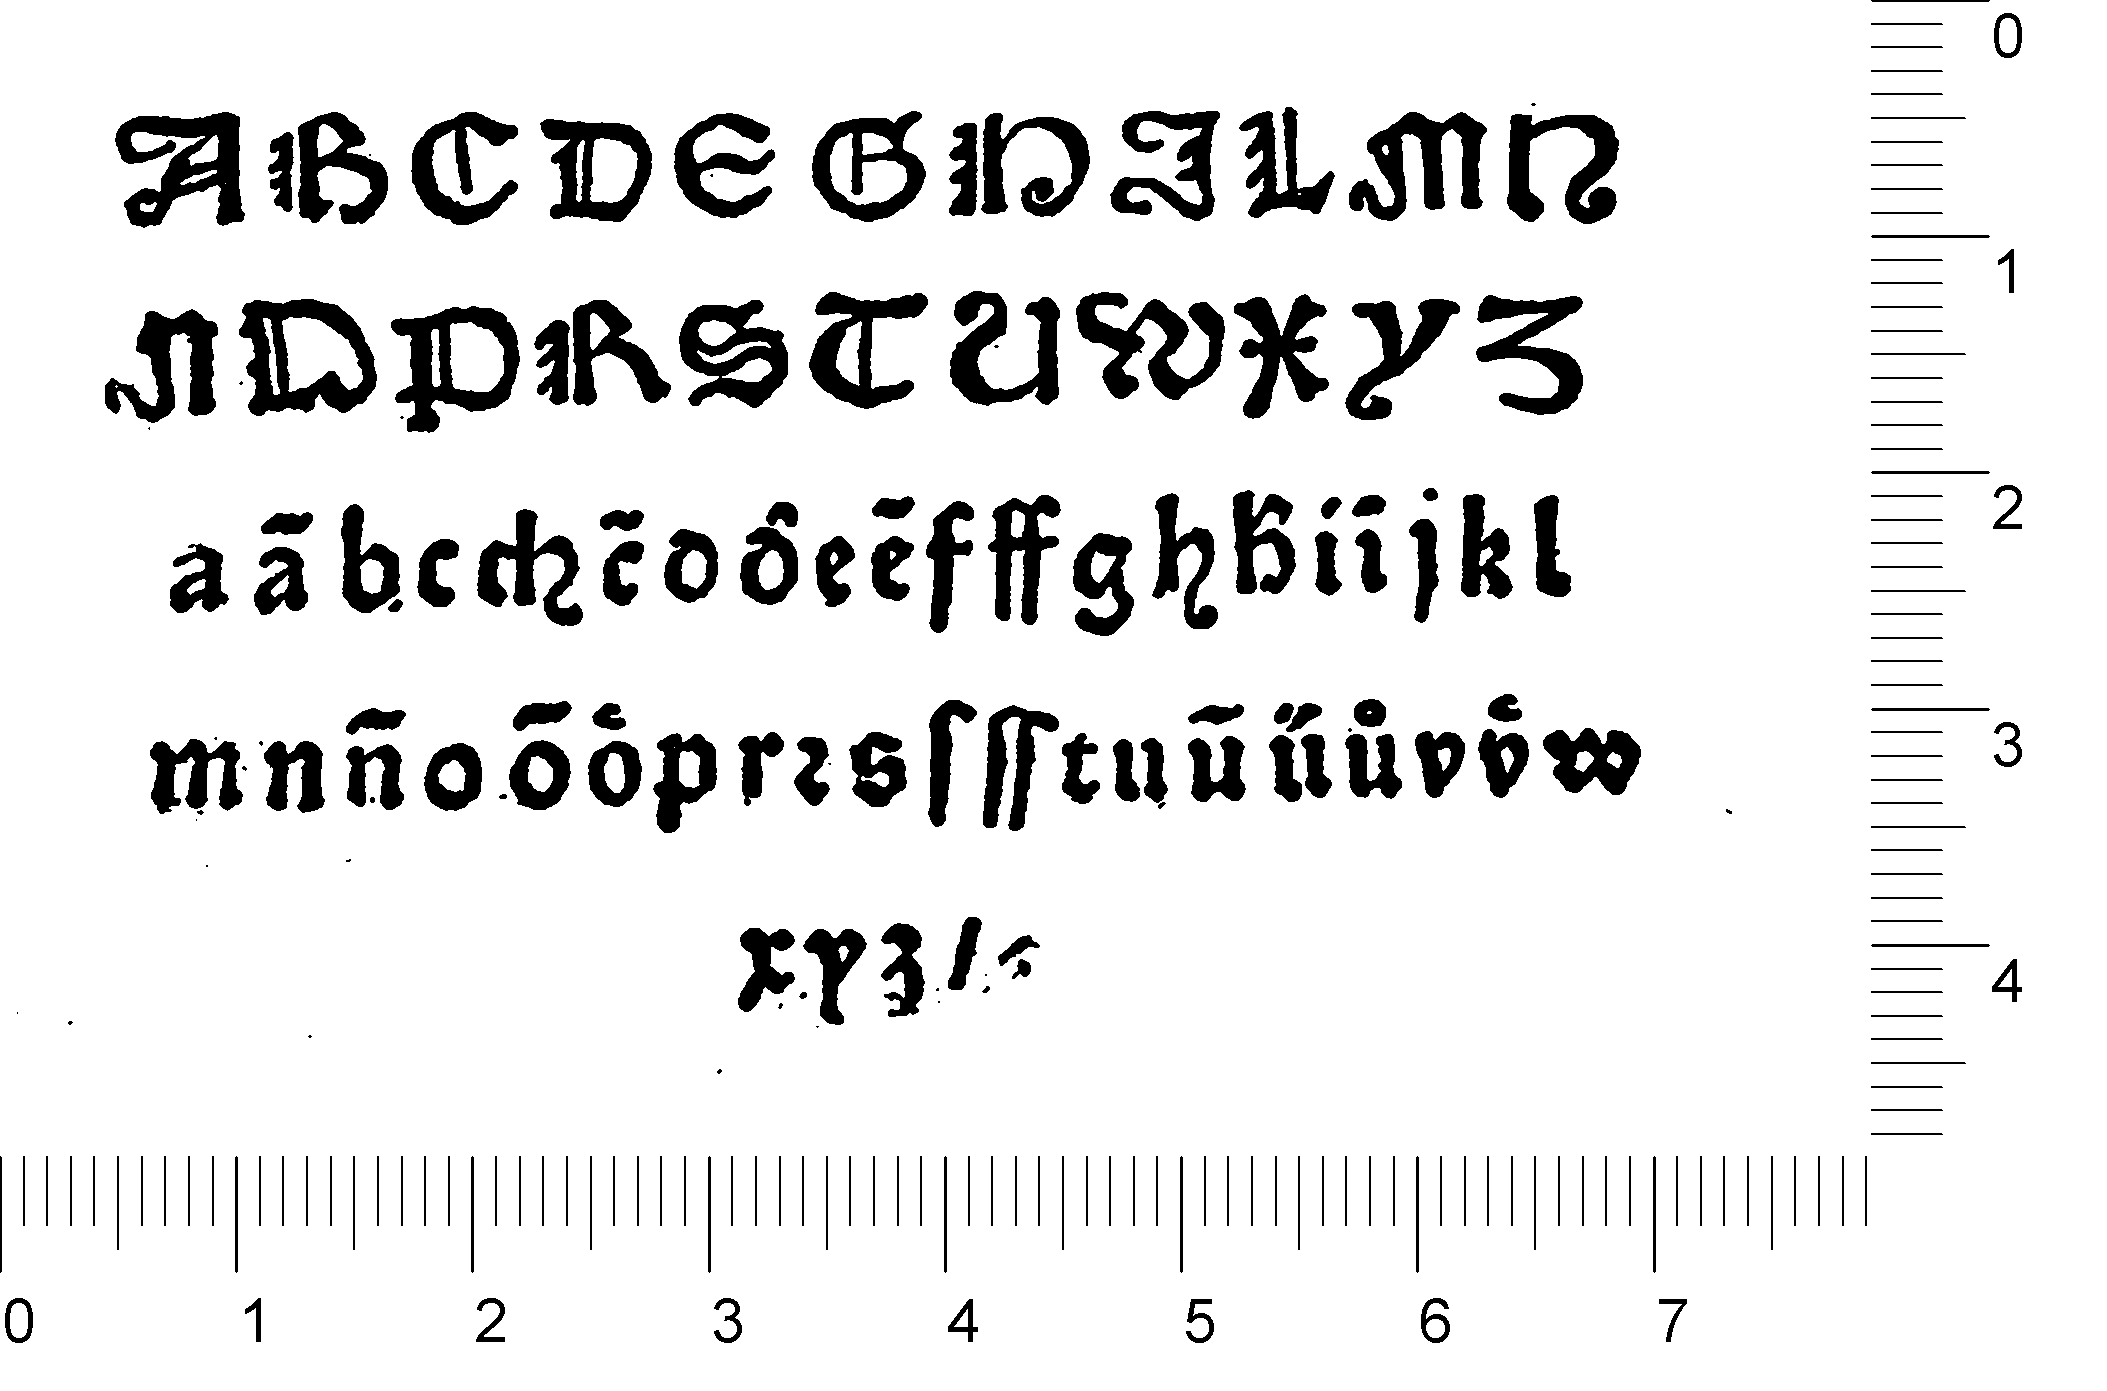 A B C D E G H I L M N
N O P R S T U W X Y Z
a ã b c ch c̃ d d̂ e ẽ f ff g h h̃ i ĩ j k l
m n ñ o õ oͤ p r ꝛ s ſ ſſ t u ũ ű ů v vͤ w
x y z /
0
1
2
3
4
0 1 2 3 4 5 6 7